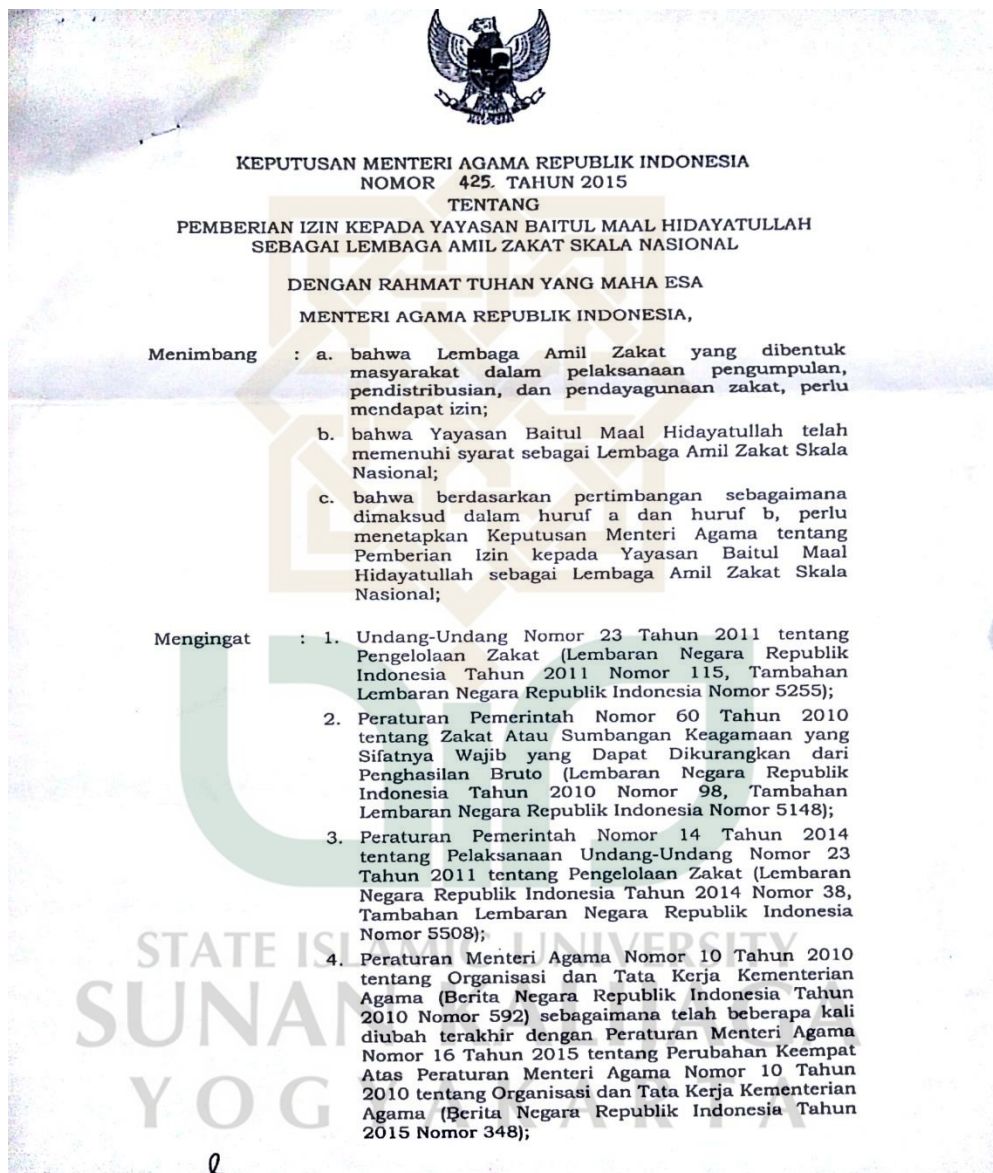 KEPUTUSAN MENTERI AGAMA REPUBLIK INDONESIA
NOMOR 425. TAHUN 2015
TENTANG
PEMBERIAN IZIN KEPADA YAYASAN BAITUL MAAL HIDAYATULLAH
SEBAGAI LEMBAGA AMIL ZAKAT SKALA NASIONAL
DENGAN RAHMAT TUHAN YANG MAHA ESA
MENTERI AGAMA REPUBLIK INDONESIA,
Menimbang : a. bahwa Lembaga Amil Zakat yang dibentuk
masyarakat dalam pelaksanaan pengumpulan,
pendistribusian, dan pendayagunaan zakat, perlu
mendapat izin;
b. bahwa Yayasan Baitul Maal Hidayatullah telah
memenuhi syarat sebagai Lembaga Amil Zakat Skala
Nasional;
c. bahwa berdasarkan pertimbangan sebagaimana
dimaksud dalam huruf a dan huruf b, perlu
menetapkan Keputusan Menteri Agama tentang
Pemberian Izin kepada Yayasan Baitul Maal
Hidayatullah sebagai Lembaga Amil Zakat Skala
Nasional;
Mengingat : 1. Undang-Undang Nomor 23 Tahun 2011 tentang
Pengelolaan Zakat (Lembaran Negara Republik
Indonesia Tahun 2011 Nomor 115, Tambahan
Lembaran Negara Republik Indonesia Nomor 5255);
2. Peraturan Pemerintah Nomor 60 Tahun 2010
tentang Zakat Atau Sumbangan Keagamaan yang
Sifatnya Wajib yang Dapat Dikurangkan dari
Penghasilan Bruto (Lembaran Negara Republik
Indonesia Tahun 2010 Nomor 98, Tambahan
Lembaran Negara Republik Indonesia Nomor 5148);
3. Peraturan Pemerintah Nomor 14 Tahun 2014
tentang Pelaksanaan Undang-Undang Nomor 23
Tahun 2011 tentang Pengelolaan Zakat (Lembaran
Negara Republik Indonesia Tahun 2014 Nomor 38,
Tambahan Lembaran Negara Republik Indonesia
Nomor 5508);
4. Peraturan Menteri Agama Nomor 10 Tahun 2010
tentang Organisasi dan Tata Kerja Kementerian
Agama (Berita Negara Republik Indonesia Tahun
2010 Nomor 592) sebagaimana telah beberapa kali
diubah terakhir dengan Peraturan Menteri Agama
Nomor 16 Tahun 2015 tentang Perubahan Keempat
Atas Peraturan Menteri Agama Nomor 10 Tahun
2010 tentang Organisasi dan Tata Kerja Kementerian
Agama (Berita Negara Republik Indonesia Tahun
2015 Nomor 348);
STATE ISLAMIC UNIVERSITY
SUNAN KALIJAGA
YOGYAKARTA